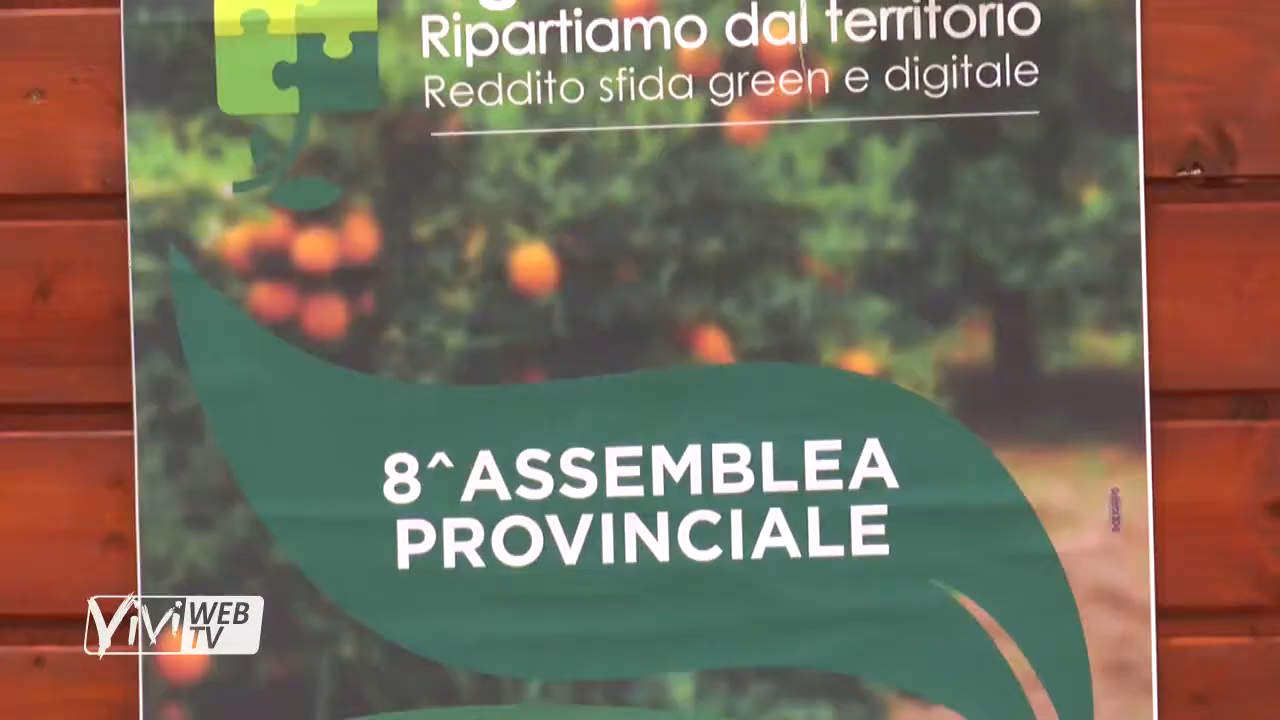 Ripartiamo dal territorio
Reddito sfida green e digitale
8^ASSEMBLEA
PROVINCIALE
ViVi WEB
TV